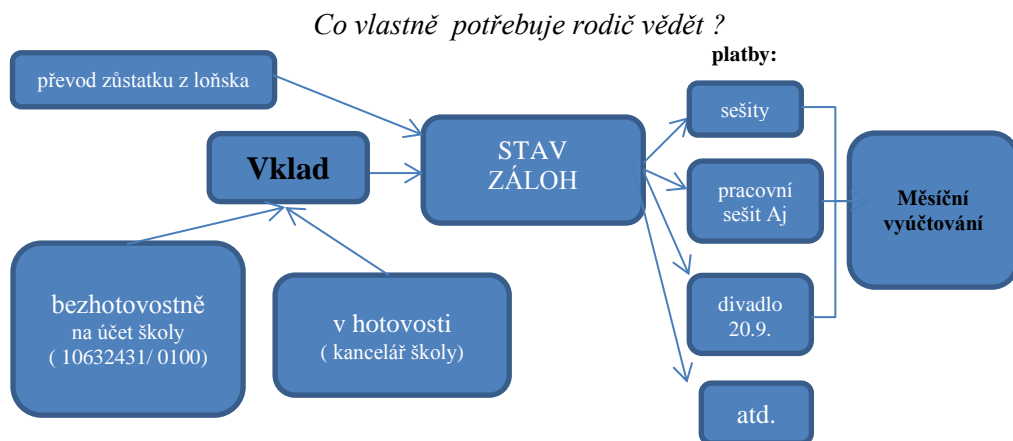 Co vlastně potřebuje rodič vědět ?
platby:
převod zůstatku z loňska
sešity
Vklad
STAV
ZÁLOH
pracovní
sešit Aj
Měsíční
vyúčtování
bezhotovostně
na účet školy
( 10632431/ 0100)
v hotovosti
( kancelář školy)
divadlo
20.9.
atd.